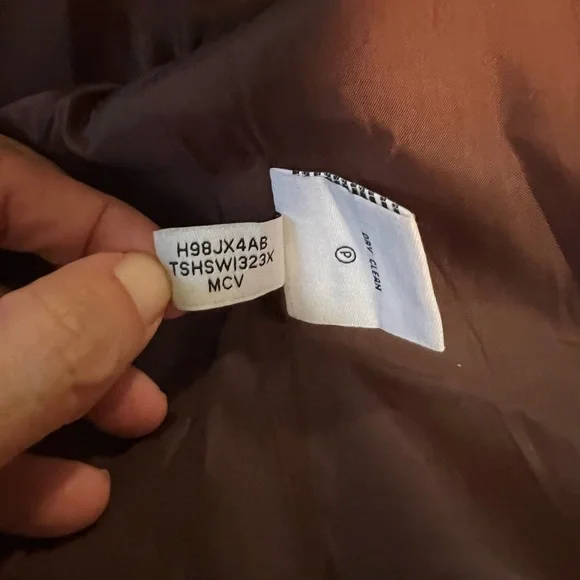 H98JX4AB
TSHSWI323X
MCV
P
DRY CLEAN